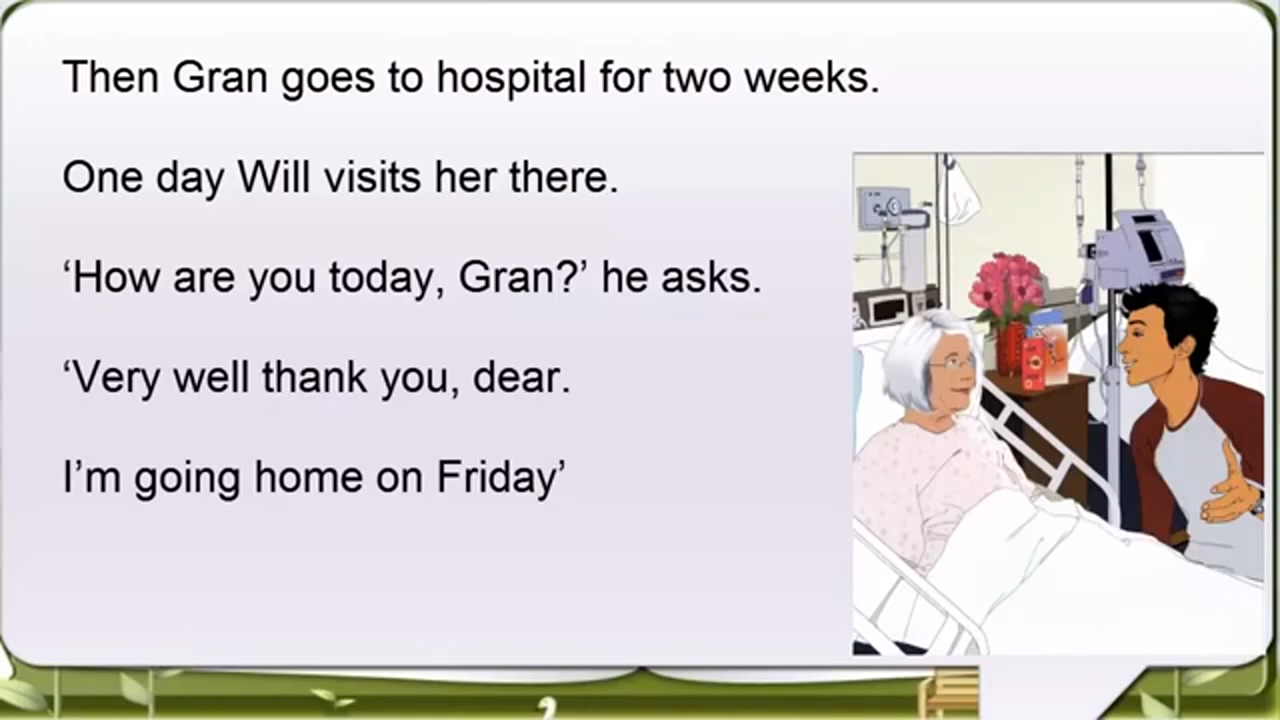 Then Gran goes to hospital for two weeks.
One day Will visits her there.
‘How are you today, Gran?’ he asks.
‘Very well thank you, dear.
I’m going home on Friday’